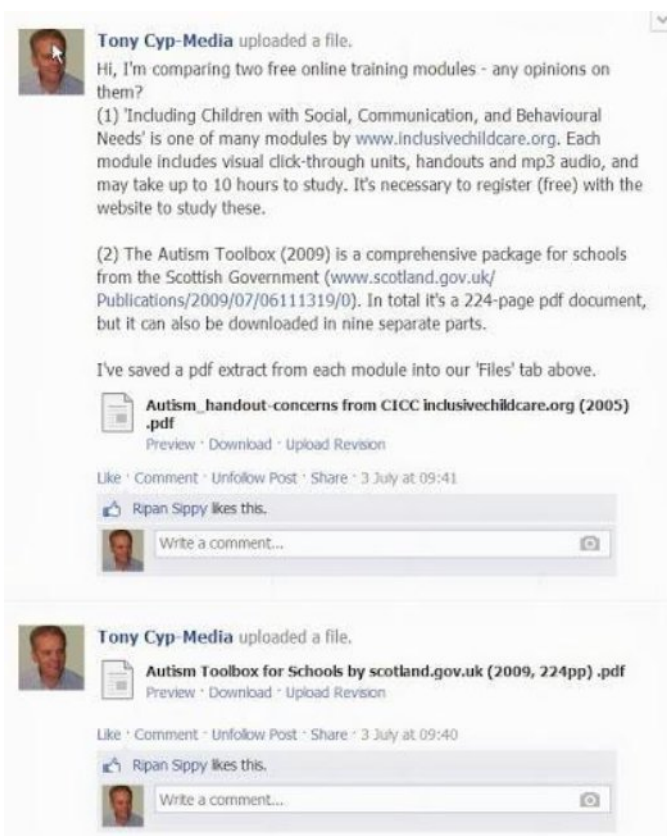 Tony Cyp-Media uploaded a file.
Hi, I'm comparing two free online training modules - any opinions on
them?
(1) 'Including Children with Social, Communication, and Behavioural
Needs' is one of many modules by www.inclusivechildcare.org. Each
module includes visual click-through units, handouts and mp3 audio, and
may take up to 10 hours to study. It's necessary to register (free) with the
website to study these.
(2) The Autism Toolbox (2009) is a comprehensive package for schools
from the Scottish Government (www.scotland.gov.uk/
Publications/2009/07/06111319/0). In total it's a 224-page pdf document,
but it can also be downloaded in nine separate parts.
I've saved a pdf extract from each module into our 'Files' tab above.
Autism_handout-concerns from CICC inclusivechildcare.org (2005)
.pdf
Preview · Download · Upload Revision
Like · Comment · Unfollow Post · Share · 3 July at 09:41
Ripan Sippy likes this.
Write a comment...
Tony Cyp-Media uploaded a file.
Autism Toolbox for Schools by scotland.gov.uk (2009, 224pp) .pdf
Preview · Download · Upload Revision
Like · Comment · Unfollow Post · Share · 3 July at 09:40
Ripan Sippy likes this.
Write a comment...